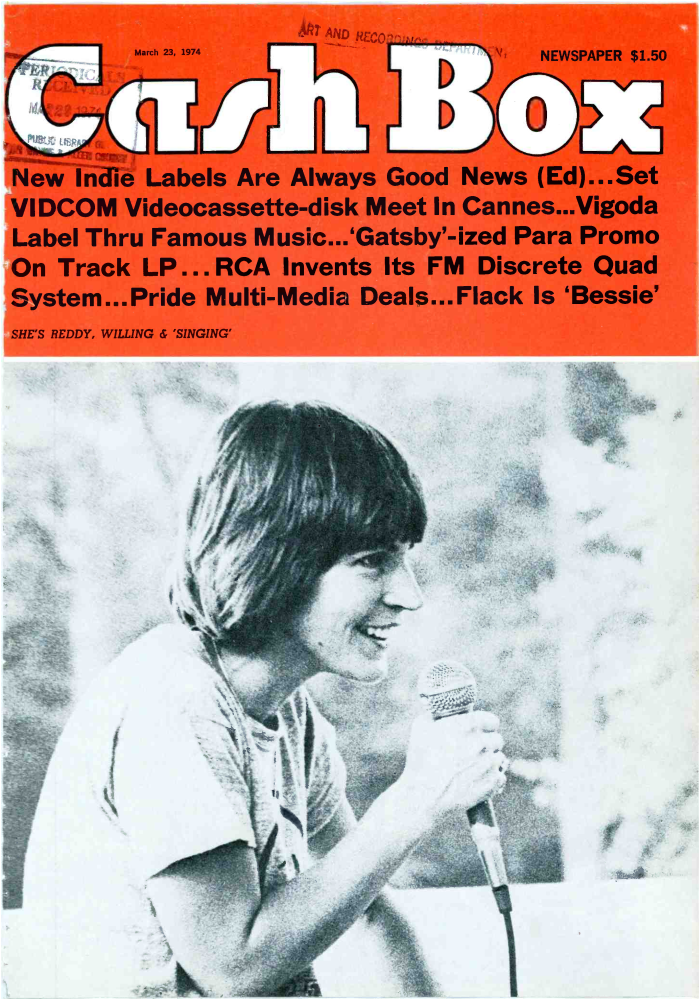 ART AND RECORDINGS DEPARTMENT
March 23, 1974
NEWSPAPER $1.50
Cash Box
PERIODICALS
RECEIVED
1974
PUBLIC LIBRARY
New Indie Labels Are Always Good News (Ed)...Set
VIDCOM Videocassette-disk Meet In Cannes...Vigoda
Label Thru Famous Music...‘Gatsby’-ized Para Promo
On Track LP...RCA Invents Its FM Discrete Quad
System...Pride Multi-Media Deals...Flack Is ‘Bessie’
SHE'S REDDY, WILLING & 'SINGING'